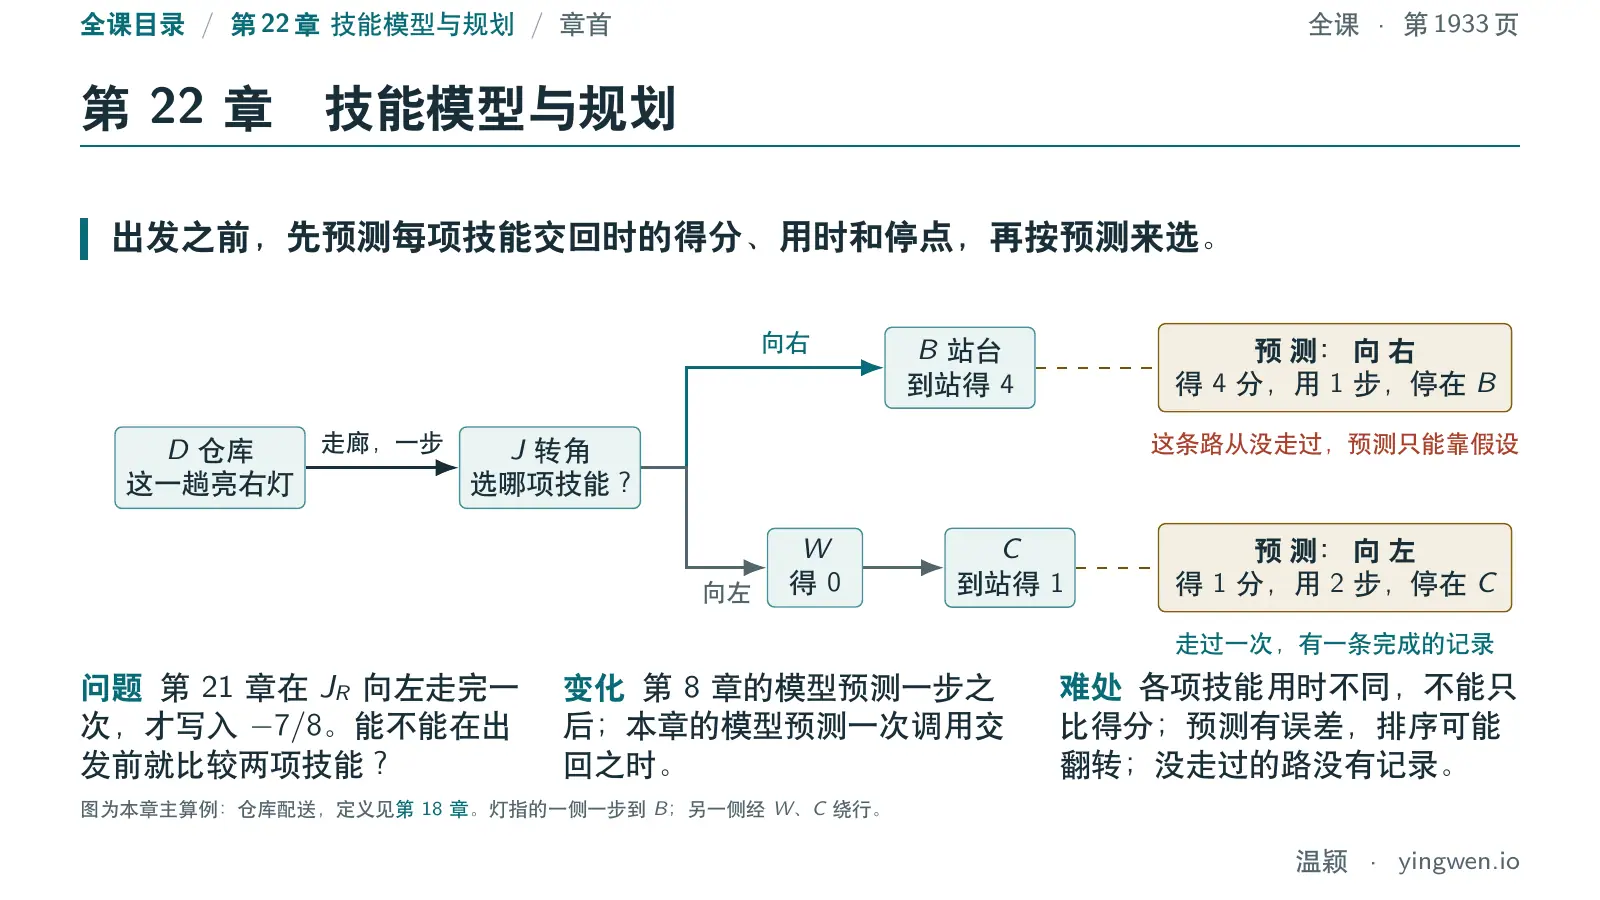 全课目录 / 第 22 章 技能模型与规划 / 章首
全课 · 第 1933 页
第 22 章 技能模型与规划
出发之前，先预测每项技能交回时的得分、用时和停点，再按预测来选。
向右
B 站台
到站得 4
预测：向右
得 4 分，用 1 步，停在 B
这条路从没走过，预测只能靠假设
D 仓库
这一趟亮右灯
走廊，一步
J 转角
选哪项技能？
向左
W
得 0
C
到站得 1
预测：向左
得 1 分，用 2 步，停在 C
走过一次，有一条完成的记录
问题 第 21 章在 J_R 向左走完一
次，才写入 −7/8。能不能在出
发前就比较两项技能？
变化 第 8 章的模型预测一步之
后；本章的模型预测一次调用交
回之时。
难处 各项技能用时不同，不能只
比得分；预测有误差，排序可能
翻转；没走过的路没有记录。
图为本章主算例：仓库配送，定义见第 18 章。灯指的一侧一步到 B；另一侧经 W、C 绕行。
温颖 · yingwen.io